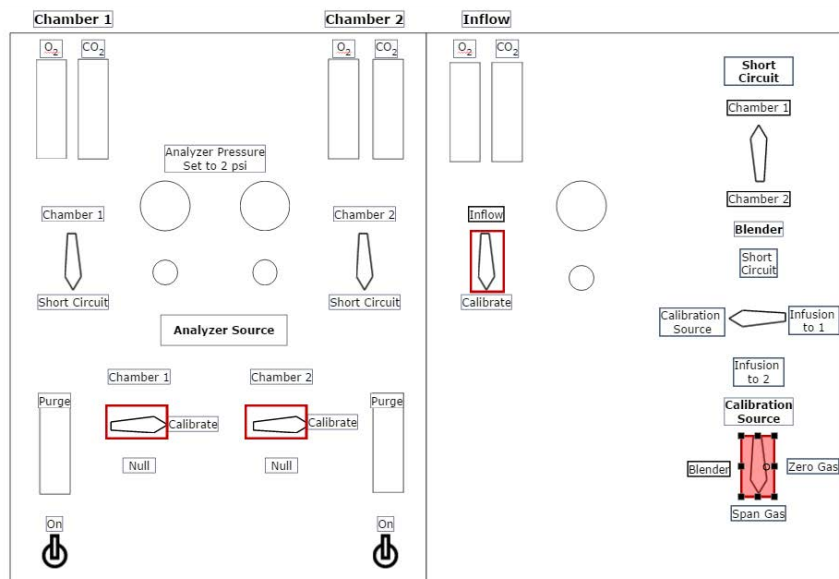 Chamber 1
Chamber 2
Inflow
O2
CO2
O2
CO2
O2
CO2
Short
Circuit
Chamber 1
Analyzer Pressure
Set to 2 psi
Chamber 2
Chamber 1
Chamber 2
Inflow
Blender
Short
Circuit
Short Circuit
Short Circuit
Calibrate
Calibration
Source
Infusion
to 1
Analyzer Source
Infusion
to 2
Chamber 1
Chamber 2
Purge
Purge
Calibration
Source
Calibrate
Calibrate
Null
Null
Blender
Zero Gas
Span Gas
On
On